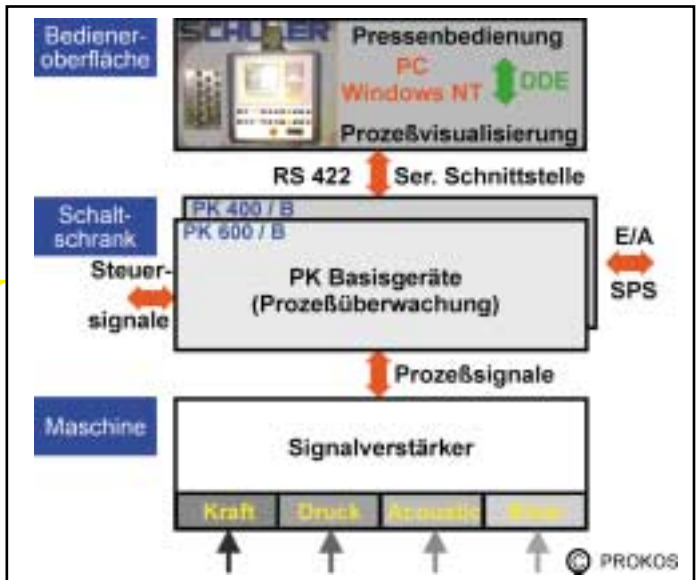 Bediener-
oberfläche
SCHULER
Pressenbedienung
PC
Windows NT
DDE
Prozeßvisualisierung
RS 422
Ser. Schnittstelle
Schalt-
schrank
PK 400 / B
PK 600 / B
Steuer-
signale
PK Basisgeräte
(Prozeßüberwachung)
E/A
SPS
Prozeßsignale
Maschine
Signalverstärker
Kraft
Druck
Acoustic
© PROKOS